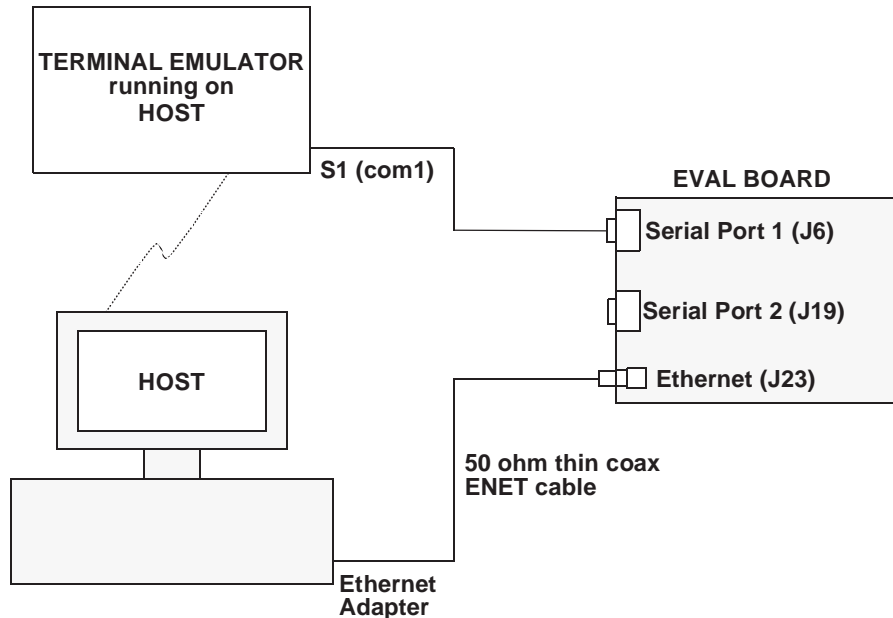 TERMINAL EMULATOR
running on
HOST
S1 (com1)
EVAL BOARD
Serial Port 1 (J6)
Serial Port 2 (J19)
Ethernet (J23)
HOST
50 ohm thin coax
ENET cable
Ethernet
Adapter